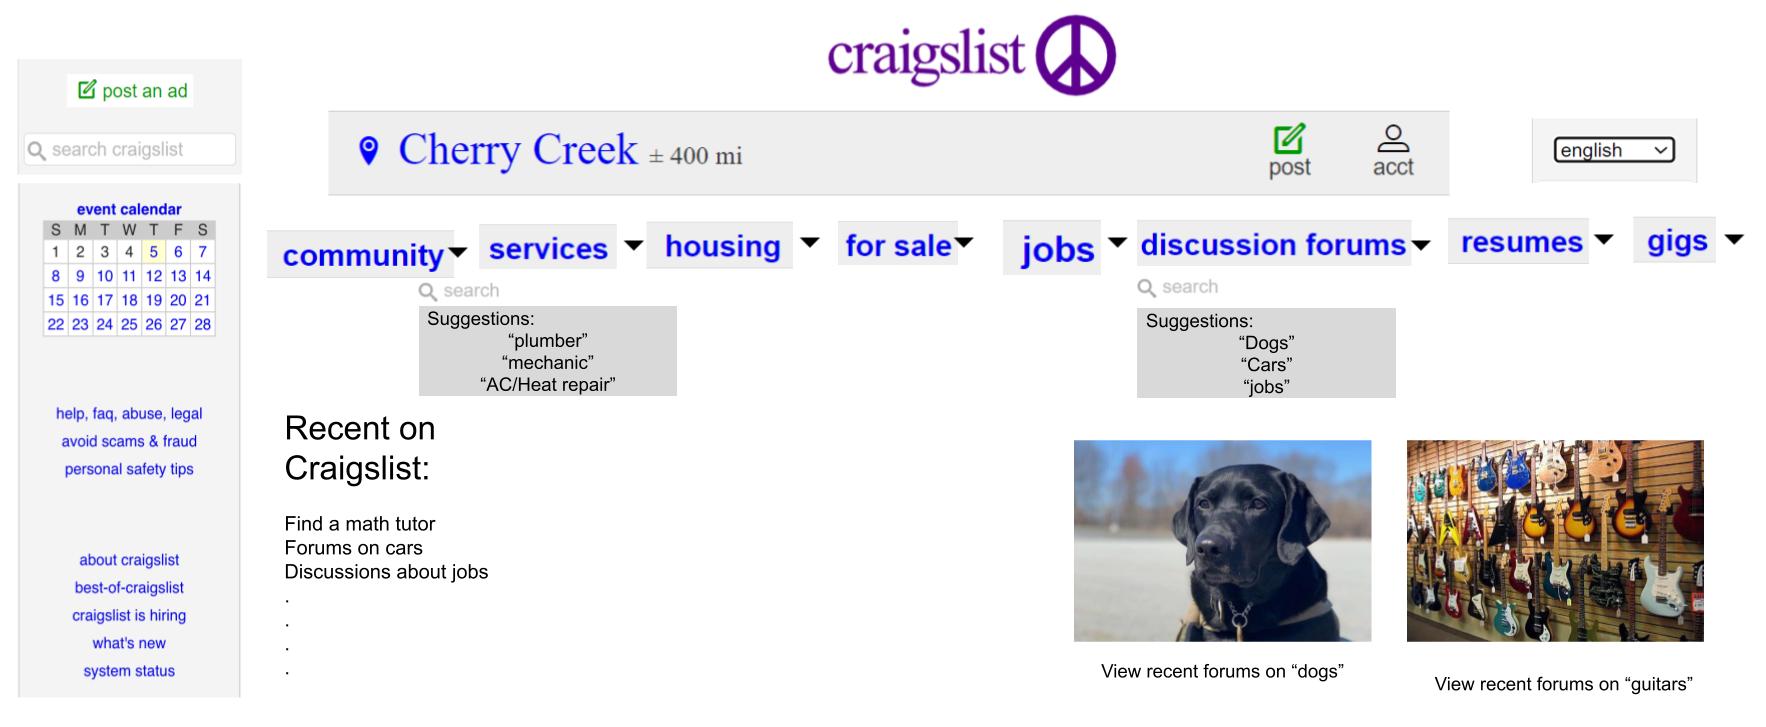 craigslist
post an ad
search craigslist
event calendar
S M T W T F S
1 2 3 4 5 6 7
8 9 10 11 12 13 14
15 16 17 18 19 20 21
22 23 24 25 26 27 28
help, faq, abuse, legal
avoid scams & fraud
personal safety tips
about craigslist
best-of-craigslist
craigslist is hiring
what's new
system status
Cherry Creek ± 400 mi
post
acct
english
community services housing for sale jobs discussion forums resumes gigs
search
Suggestions:
“plumber”
“mechanic”
“AC/Heat repair”
search
Suggestions:
“Dogs”
“Cars”
“jobs”
Recent on
Craigslist:
Find a math tutor
Forums on cars
Discussions about jobs
.
.
.
.
View recent forums on “dogs”
View recent forums on “guitars”